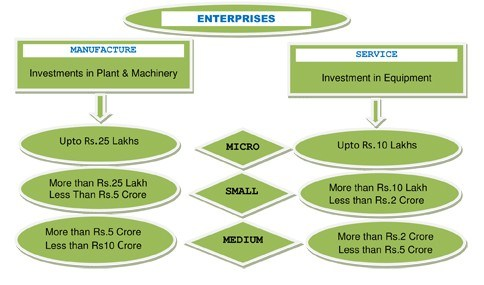 ENTERPRISES
MANUFACTURE
Investments in Plant & Machinery
SERVICE
Investment in Equipment
Upto Rs.25 Lakhs
MICRO
Upto Rs.10 Lakhs
More than Rs.25 Lakh
Less Than Rs.5 Crore
SMALL
More than Rs.10 Lakh
Less than Rs.2 Crore
More than Rs.5 Crore
Less than Rs10 Crore
MEDIUM
More than Rs.2 Crore
Less than Rs.5 Crore